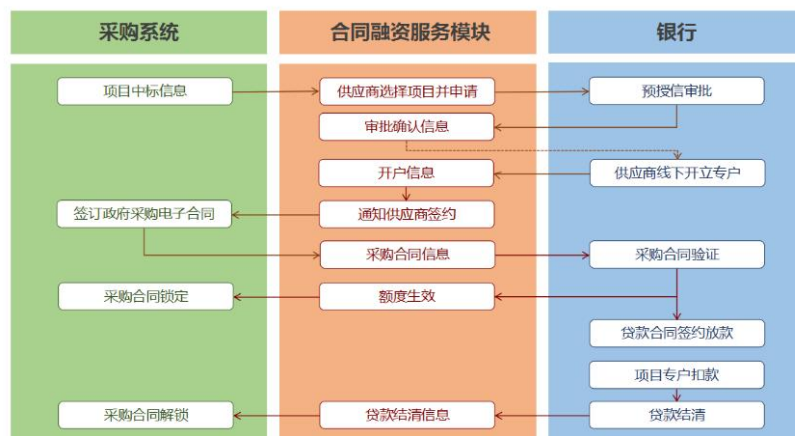 采购系统
合同融资服务模块
银行
项目中标信息
供应商选择项目并申请
预授信审批
审批确认信息
开户信息
供应商线下开立专户
签订政府采购电子合同
通知供应商签约
采购合同信息
采购合同验证
采购合同锁定
额度生效
贷款合同签约放款
项目专户扣款
采购合同解锁
贷款结清信息
贷款结清